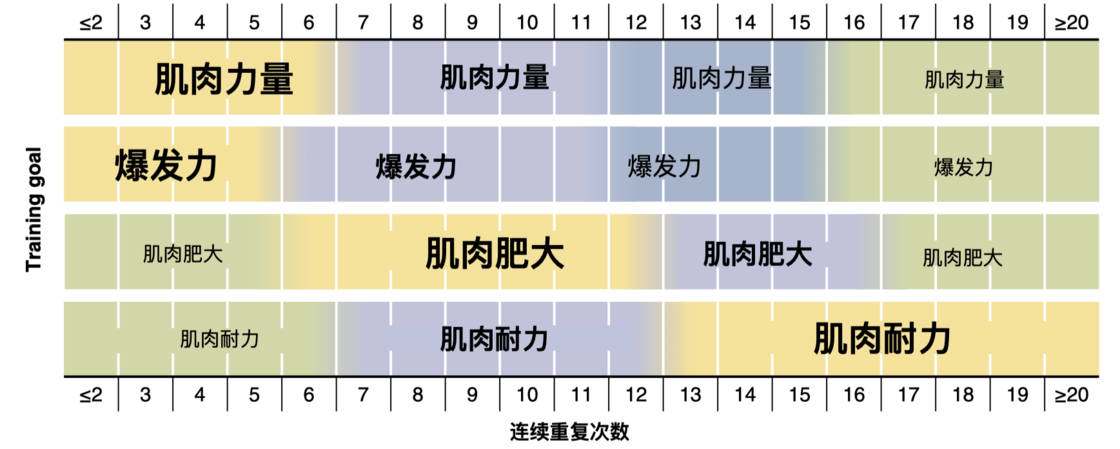 ≤2 3 4 5 6 7 8 9 10 11 12 13 14 15 16 17 18 19 ≥20
Training goal
肌肉力量 肌肉力量 肌肉力量 肌肉力量
爆发力 爆发力 爆发力 爆发力
肌肉肥大 肌肉肥大 肌肉肥大 肌肉肥大
肌肉耐力 肌肉耐力 肌肉耐力
≤2 3 4 5 6 7 8 9 10 11 12 13 14 15 16 17 18 19 ≥20
连续重复次数